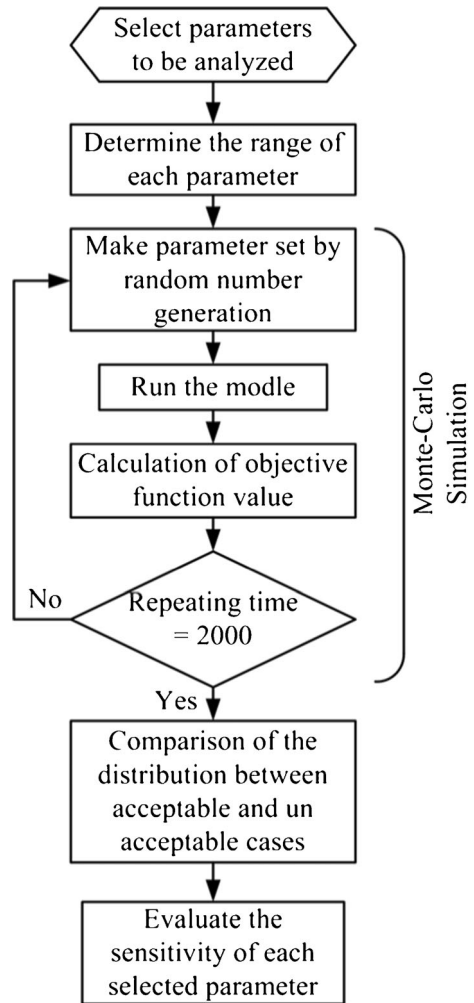 Select parameters
to be analyzed
Determine the range of
each parameter
Make parameter set by
random number
generation
Run the modle
Calculation of objective
function value
Repeating time
= 2000
No
Yes
Monte-Carlo
Simulation
Comparison of the
distribution between
acceptable and un
acceptable cases
Evaluate the
sensitivity of each
selected parameter